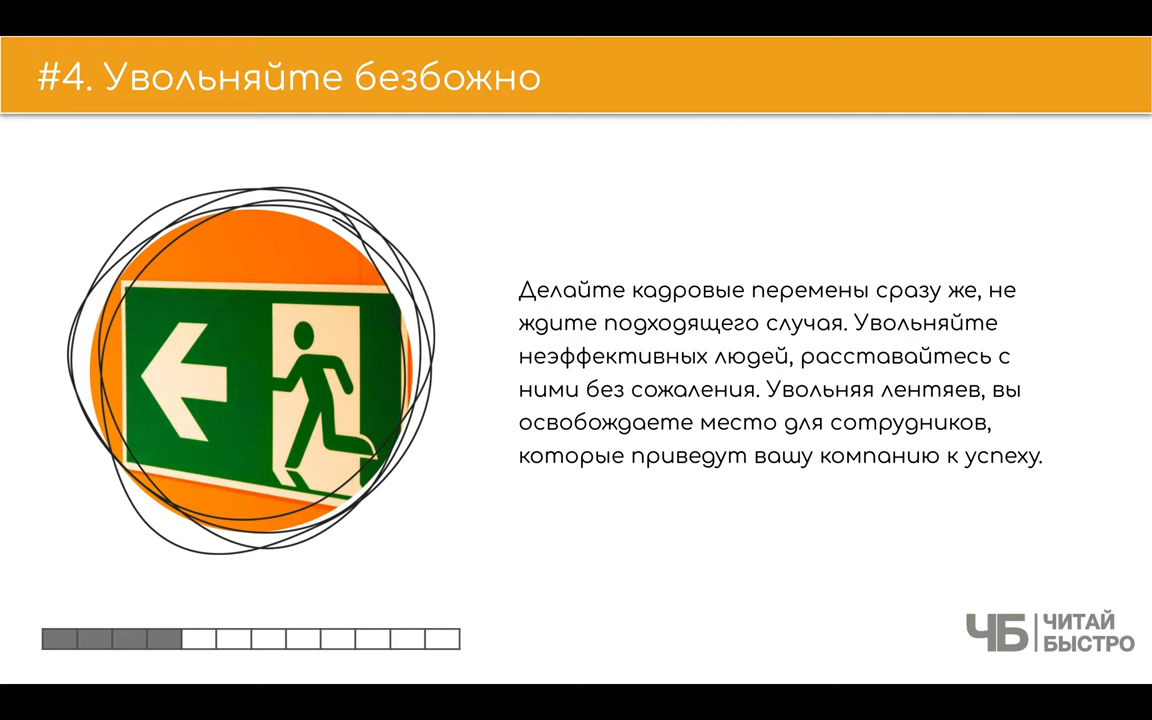 #4. Увольняйте безбожно
Делайте кадровые перемены сразу же, не
ждите подходящего случая. Увольняйте
неэффективных людей, расставайтесь с
ними без сожаления. Увольняя лентяев, вы
освобождаете место для сотрудников,
которые приведут вашу компанию к успеху.
ЧБ
ЧИТАЙ
БЫСТРО